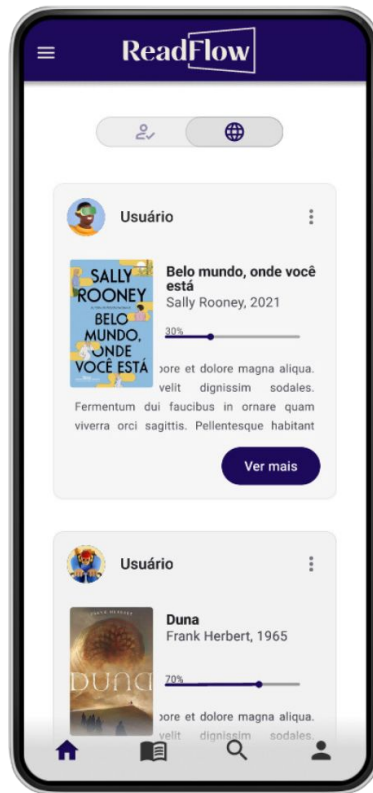 ReadFlow
Usuário
SALLY
ROONEY
BELO
MUNDO,
ONDE
VOCÊ ESTÁ
Belo mundo, onde você
está
Sally Rooney, 2021
30%
pore et dolore magna aliqua.
velit dignissim sodales.
Fermentum dui faucibus in ornare quam
viverra orci sagittis. Pellentesque habitant
Ver mais
Usuário
FRANK HERBERT
DUNA
Duna
Frank Herbert, 1965
70%
pore et dolore magna aliqua.
velit dignissim sodales.